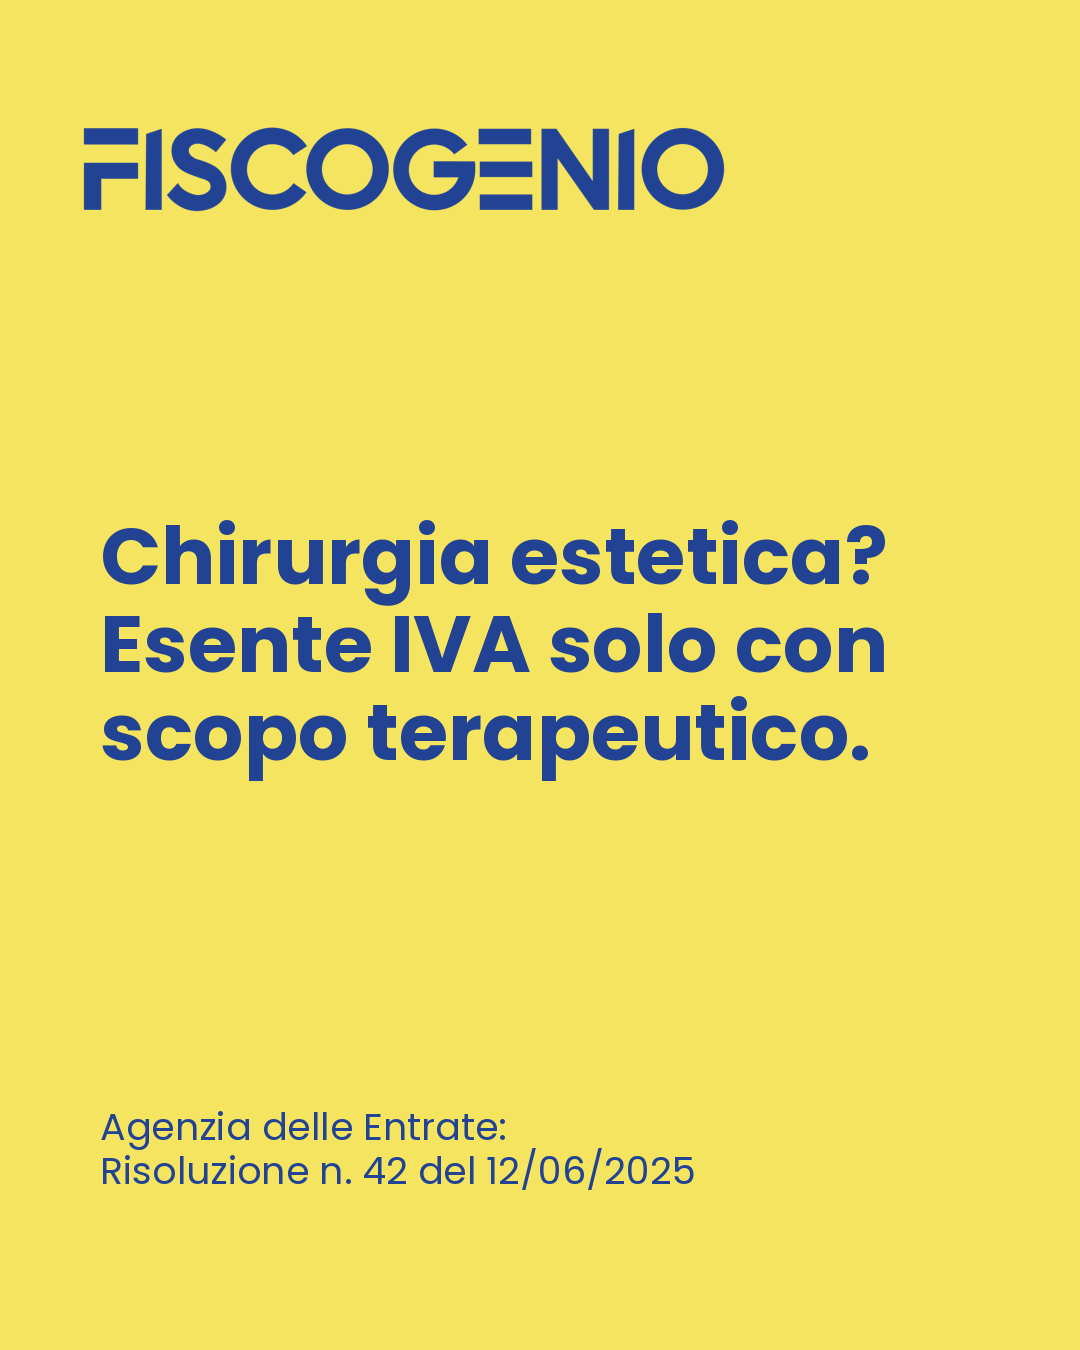 FISCOGENIO
Chirurgia estetica?
Esente IVA solo con
scopo terapeutico.
Agenzia delle Entrate:
Risoluzione n. 42 del 12/06/2025